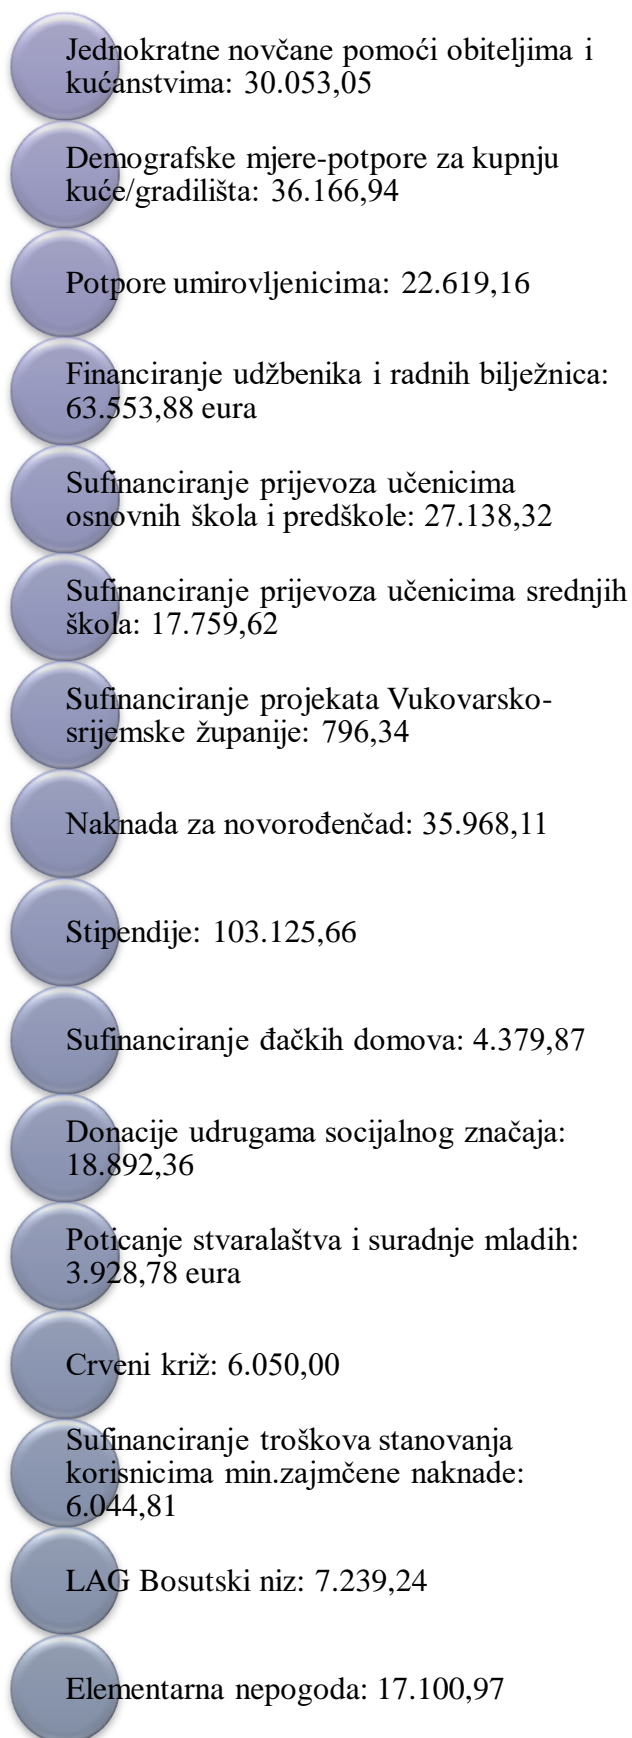 Jednokratne novčane pomoći obiteljima i
kućanstvima: 30.053,05
Demografske mjere-potpore za kupnju
kuće/gradilišta: 36.166,94
Potpore umirovljenicima: 22.619,16
Financiranje udžbenika i radnih bilježnica:
63.553,88 eura
Sufinanciranje prijevoza učenicima
osnovnih škola i predškole: 27.138,32
Sufinanciranje prijevoza učenicima srednjih
škola: 17.759,62
Sufinanciranje projekata Vukovarsko-
srijemske županije: 796,34
Naknada za novorođenčad: 35.968,11
Stipendije: 103.125,66
Sufinanciranje đačkih domova: 4.379,87
Donacije udrugama socijalnog značaja:
18.892,36
Poticanje stvaralaštva i suradnje mladih:
3.928,78 eura
Crveni križ: 6.050,00
Sufinanciranje troškova stanovanja
korisnicima min.zajmčene naknade:
6.044,81
LAG Bosutski niz: 7.239,24
Elementarna nepogoda: 17.100,97